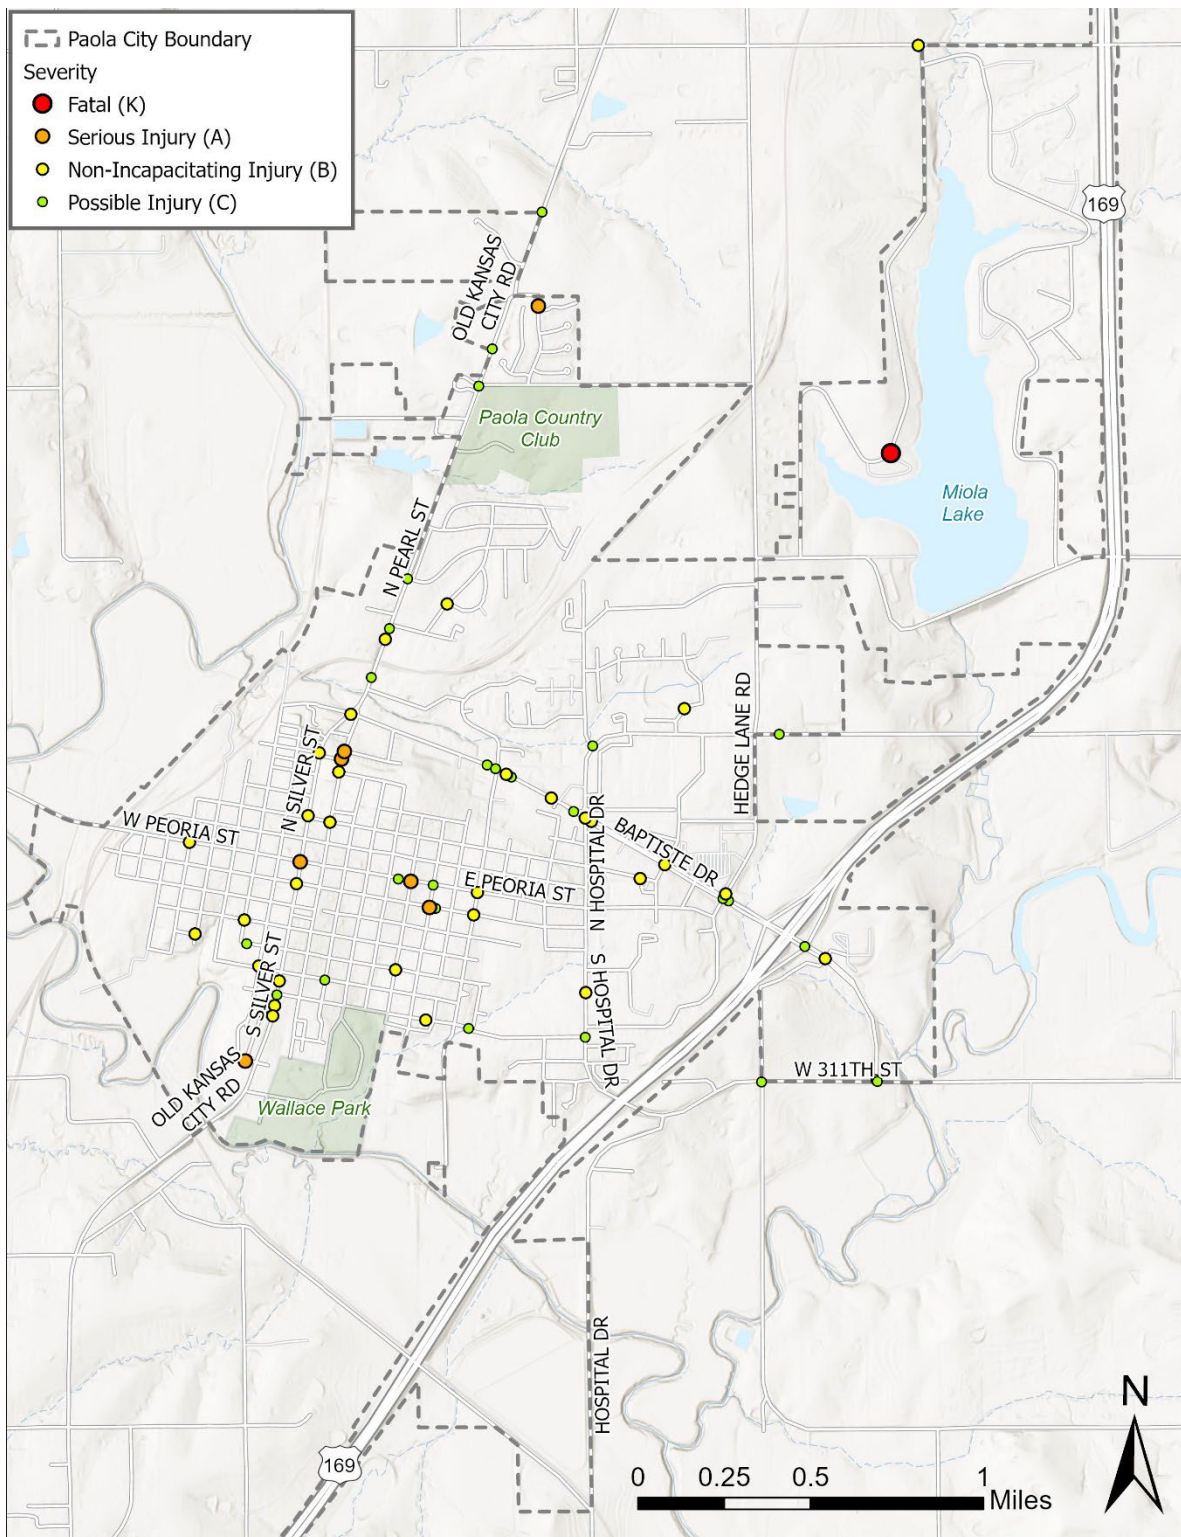 Paola City Boundary
Severity
Fatal (K)
Serious Injury (A)
Non-Incapacitating Injury (B)
Possible Injury (C)
169
OLD KANSAS
CITY RD
Paola Country
Club
Miola
Lake
N PEARL ST
HEDGE LANE RD
N SILVER ST
W PEORIA ST
BAPTISTE DR
E PEORIA ST
N HOSPITAL DR
S SILVER ST
S HOSPITAL DR
OLD KANSAS
CITY RD
W 311TH ST
Wallace Park
HOSPITAL DR
169
N
0 0.25 0.5 1
Miles